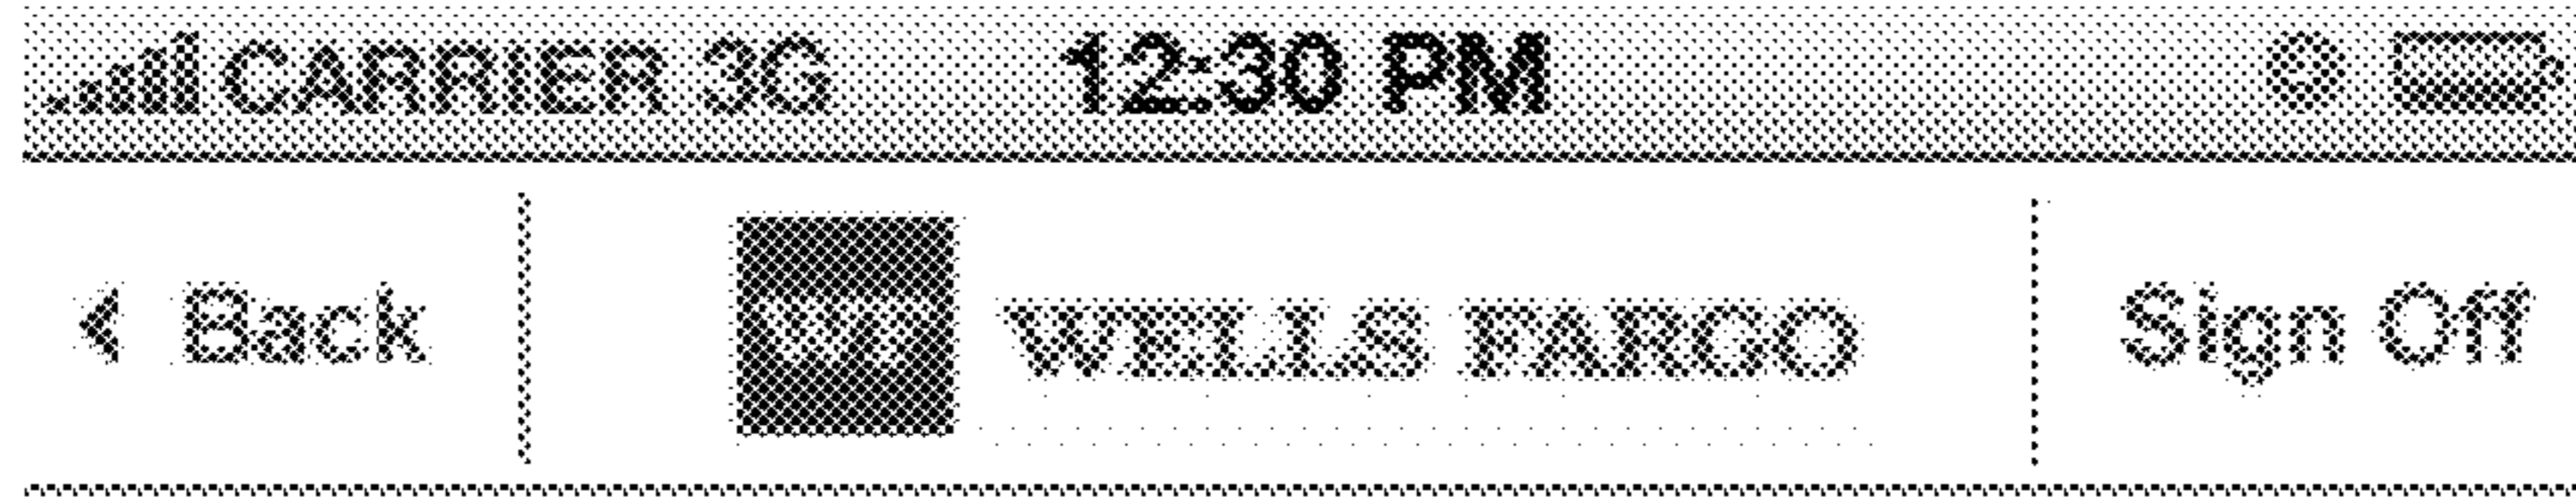 CARRIER 3G 12:30 PM
Back WELLS FARGO Sign Off